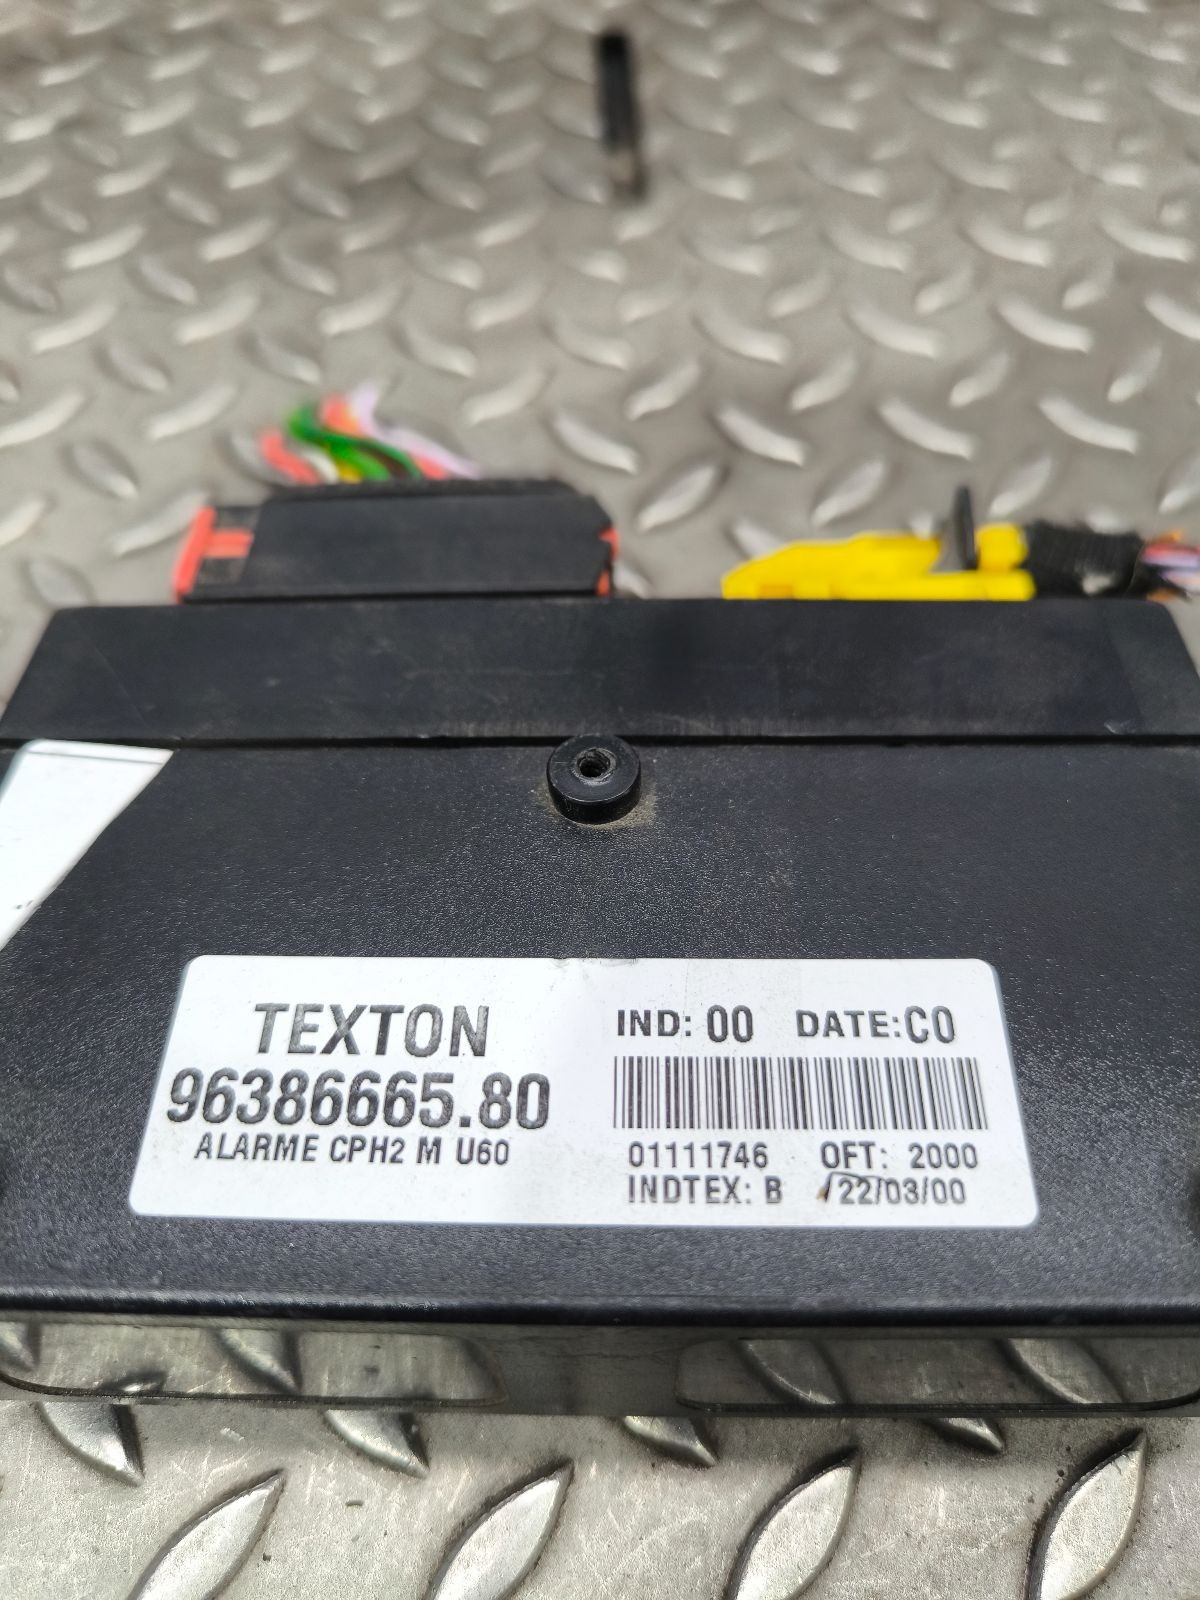 TEXTON
96386665.80
ALARME CPH2 M U60
IND: 00 DATE:C0
01111746 OFT: 2000
INDTEX: B 22/03/00